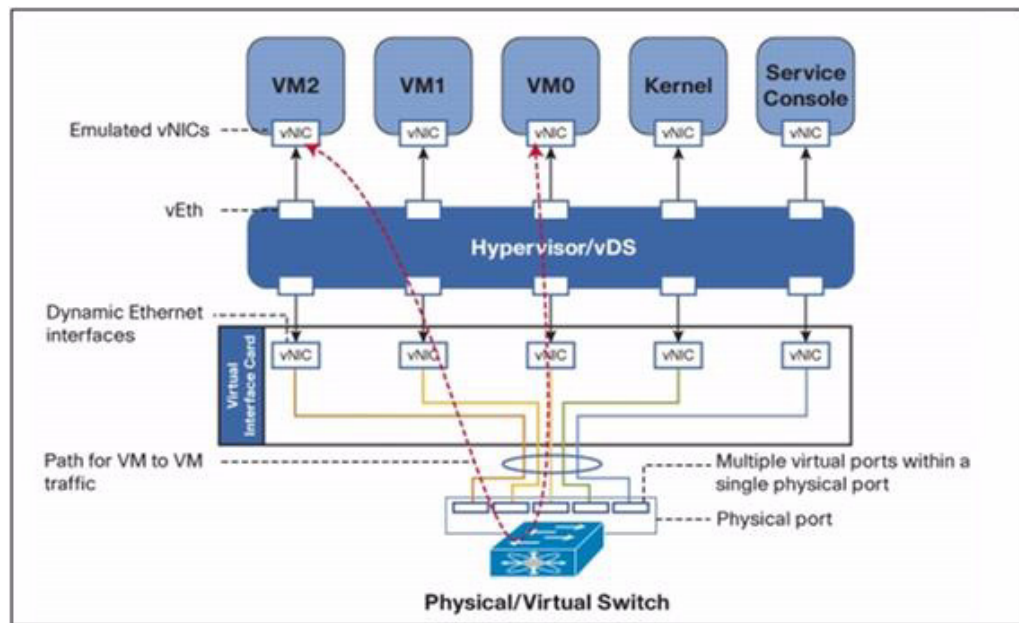 VM2
VM1
VM0
Kernel
Service
Console
Emulated vNICs
vNIC
vNIC
vNIC
vNIC
vNIC
vEth
Hypervisor/vDS
Dynamic Ethernet
interfaces
vNIC
vNIC
vNIC
vNIC
vNIC
Virtual
Interface Card
Path for VM to VM
traffic
Multiple virtual ports within a
single physical port
Physical port
Physical/Virtual Switch